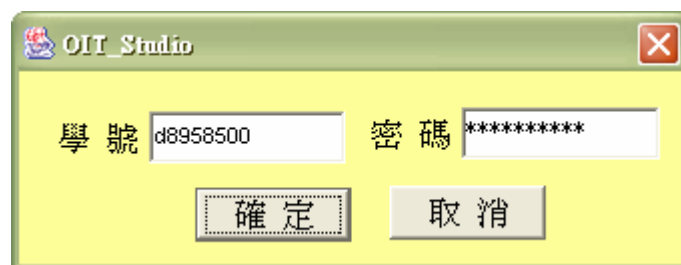 OIT_Studio
學 號 d8958500 密 碼 **********
確 定 取 消